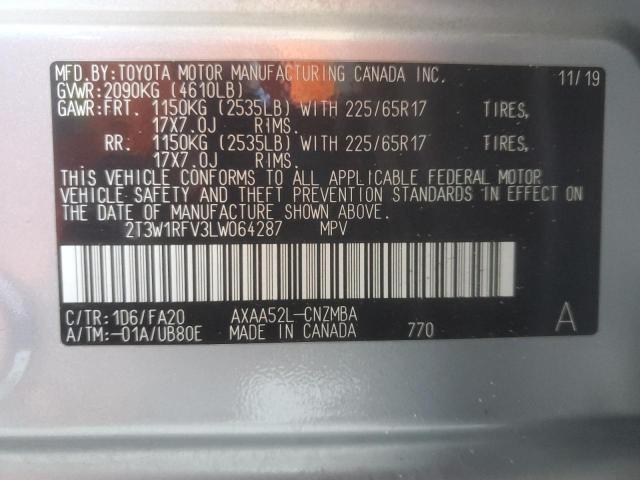 MFD.BY:TOYOTA MOTOR MANUFACTURING CANADA INC. 11/19
GVWR:2090KG (4610LB)
GAWR:FRT. 1150KG (2535LB) WITH 225/65R17 TIRES,
17X7.0J RIMS.
RR. 1150KG (2535LB) WITH 225/65R17 TIRES,
17X7.0J RIMS.
THIS VEHICLE CONFORMS TO ALL APPLICABLE FEDERAL MOTOR
VEHICLE SAFETY AND THEFT PREVENTION STANDARDS IN EFFECT ON
THE DATE OF MANUFACTURE SHOWN ABOVE.
2T3W1RFV3LW064287 MPV
C/TR:1D6/FA20 AXAA52L-CNZMBA
A/TM:-01A/UB80E MADE IN CANADA 770 A